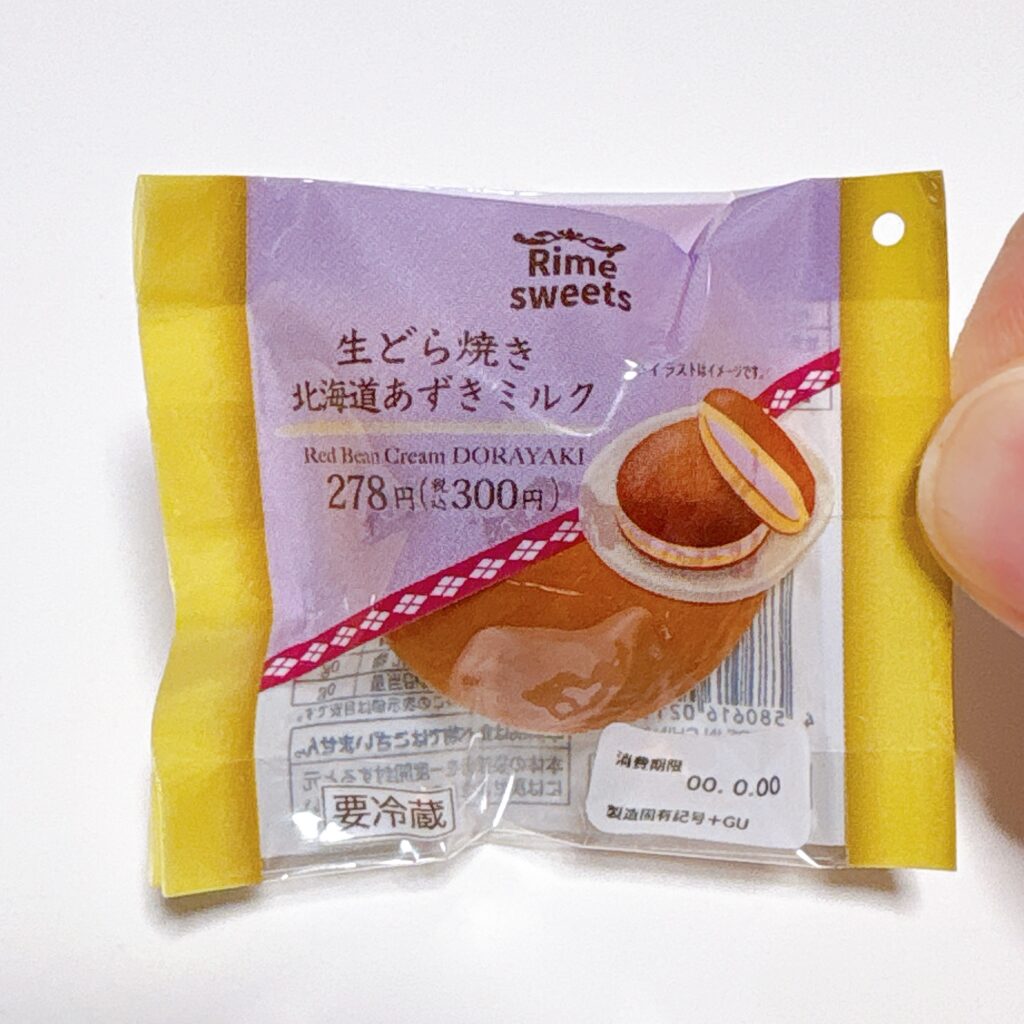 Rime
sweets
生どら焼き
北海道あずきミルク
イラストはイメージです。
Red Bean Cream DORAYAKI
278円(税込300円)
要冷蔵
消費期限
00. 0.00
製造固有記号+GU